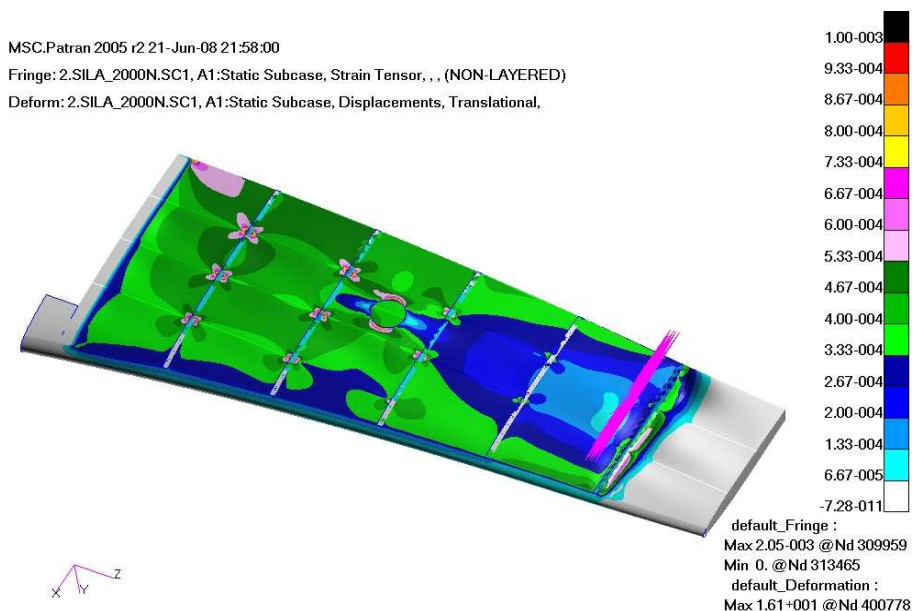 MSC.Patran 2005 r2 21-Jun-08 21:58:00
Fringe: 2.SILA_2000N.SC1, A1:Static Subcase, Strain Tensor, , , (NON-LAYERED)
Deform: 2.SILA_2000N.SC1, A1:Static Subcase, Displacements, Translational,
1.00-003
9.33-004
8.67-004
8.00-004
7.33-004
6.67-004
6.00-004
5.33-004
4.67-004
4.00-004
3.33-004
2.67-004
2.00-004
1.33-004
6.67-005
-7.28-011
default_Fringe :
Max 2.05-003 @Nd 309959
Min 0. @Nd 313465
default_Deformation :
Max 1.61+001 @Nd 400778
X
Y
Z